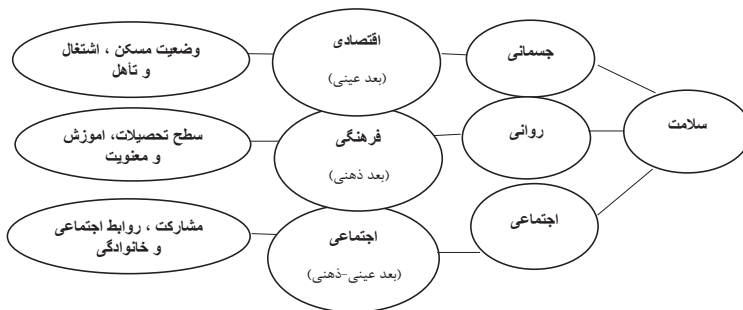 سلامت
جسمانی
روانی
اجتماعی
اقتصادی
(بعد عینی)
فرهنگی
(بعد ذهنی)
اجتماعی
(بعد عینی-ذهنی)
وضعیت مسکن ، اشتغال
و تأهل
سطح تحصیلات، اموزش
و معنویت
مشارکت ، روابط اجتماعی
و خانوادگی